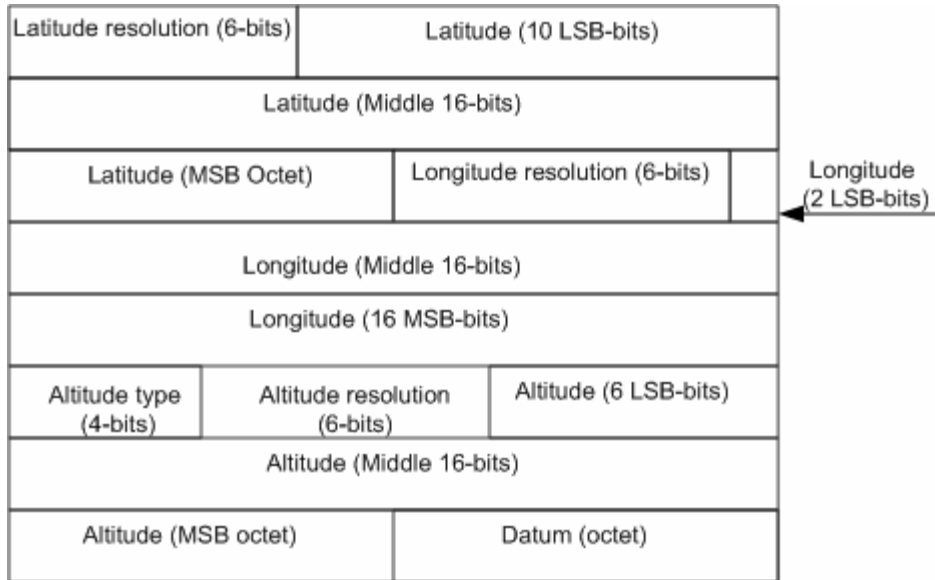 Latitude resolution (6-bits)
Latitude (10 LSB-bits)
Latitude (Middle 16-bits)
Latitude (MSB Octet)
Longitude resolution (6-bits)
Longitude
(2 LSB-bits)
Longitude (Middle 16-bits)
Longitude (16 MSB-bits)
Altitude type
(4-bits)
Altitude resolution
(6-bits)
Altitude (6 LSB-bits)
Altitude (Middle 16-bits)
Altitude (MSB octet)
Datum (octet)